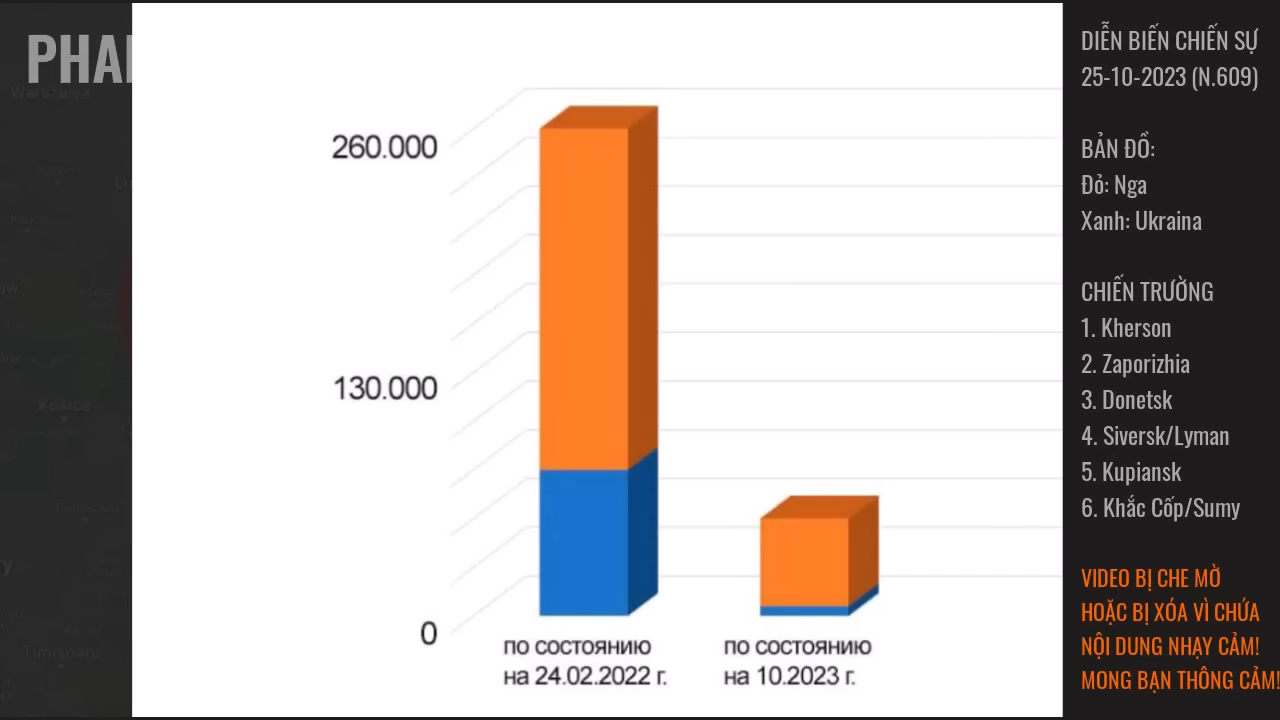 PHA
Warszawa
260.000
130.000
0
по состоянию
на 24.02.2022 г.
по состоянию
на 10.2023 г.
Timișoara
DIỄN BIẾN CHIẾN SỰ
25-10-2023 (N.609)
BẢN ĐỒ:
Đỏ: Nga
Xanh: Ukraina
CHIẾN TRƯỜNG
1. Kherson
2. Zaporizhia
3. Donetsk
4. Siversk/Lyman
5. Kupiansk
6. Khắc Cốp/Sumy
VIDEO BỊ CHE MỜ
HOẶC BỊ XÓA VÌ CHỨA
NỘI DUNG NHẠY CẢM!
MONG BẠN THÔNG CẢM!